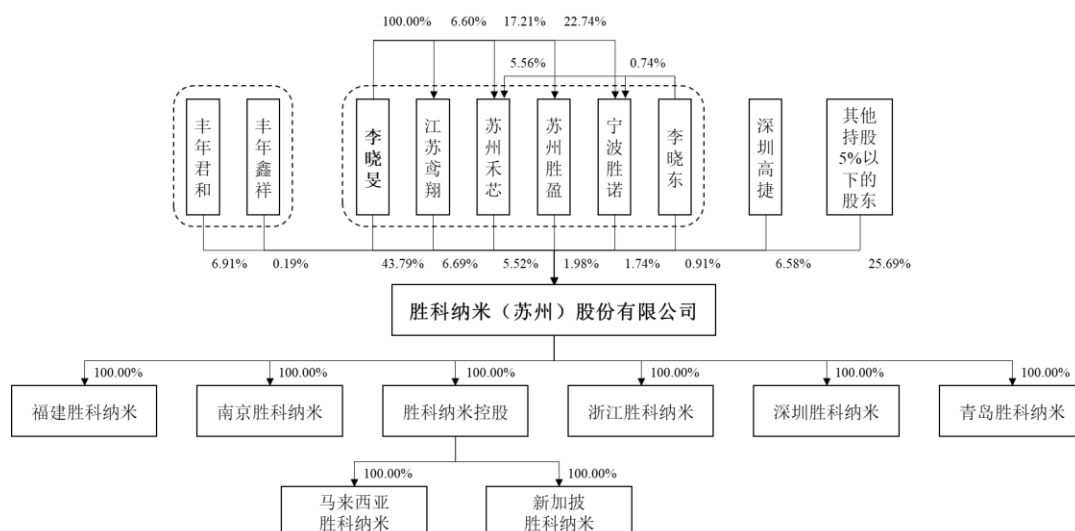 100.00% 6.60% 17.21% 22.74%
5.56% 0.74%
丰年君和
丰年鑫祥
李晓旻
江苏鸢翔
苏州禾芯
苏州胜盈
宁波胜诺
李晓东
深圳高捷
其他
持股
5%以
下的
股东
6.91% 0.19% 43.79% 6.69% 5.52% 1.98% 1.74% 0.91% 6.58% 25.69%
胜科纳米（苏州）股份有限公司
100.00% 100.00% 100.00% 100.00% 100.00% 100.00%
福建胜科纳米 南京胜科纳米 胜科纳米控股 浙江胜科纳米 深圳胜科纳米 青岛胜科纳米
100.00% 100.00%
马来西亚
胜科纳米
新加披
胜科纳米